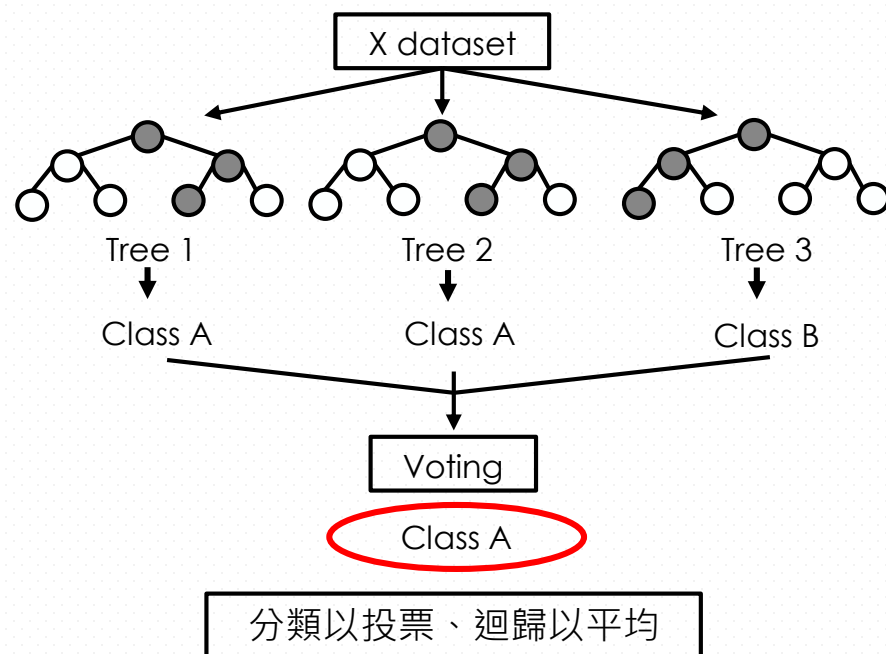 X dataset
Tree 1
Tree 2
Tree 3
Class A
Class A
Class B
Voting
Class A
分類以投票、迴歸以平均